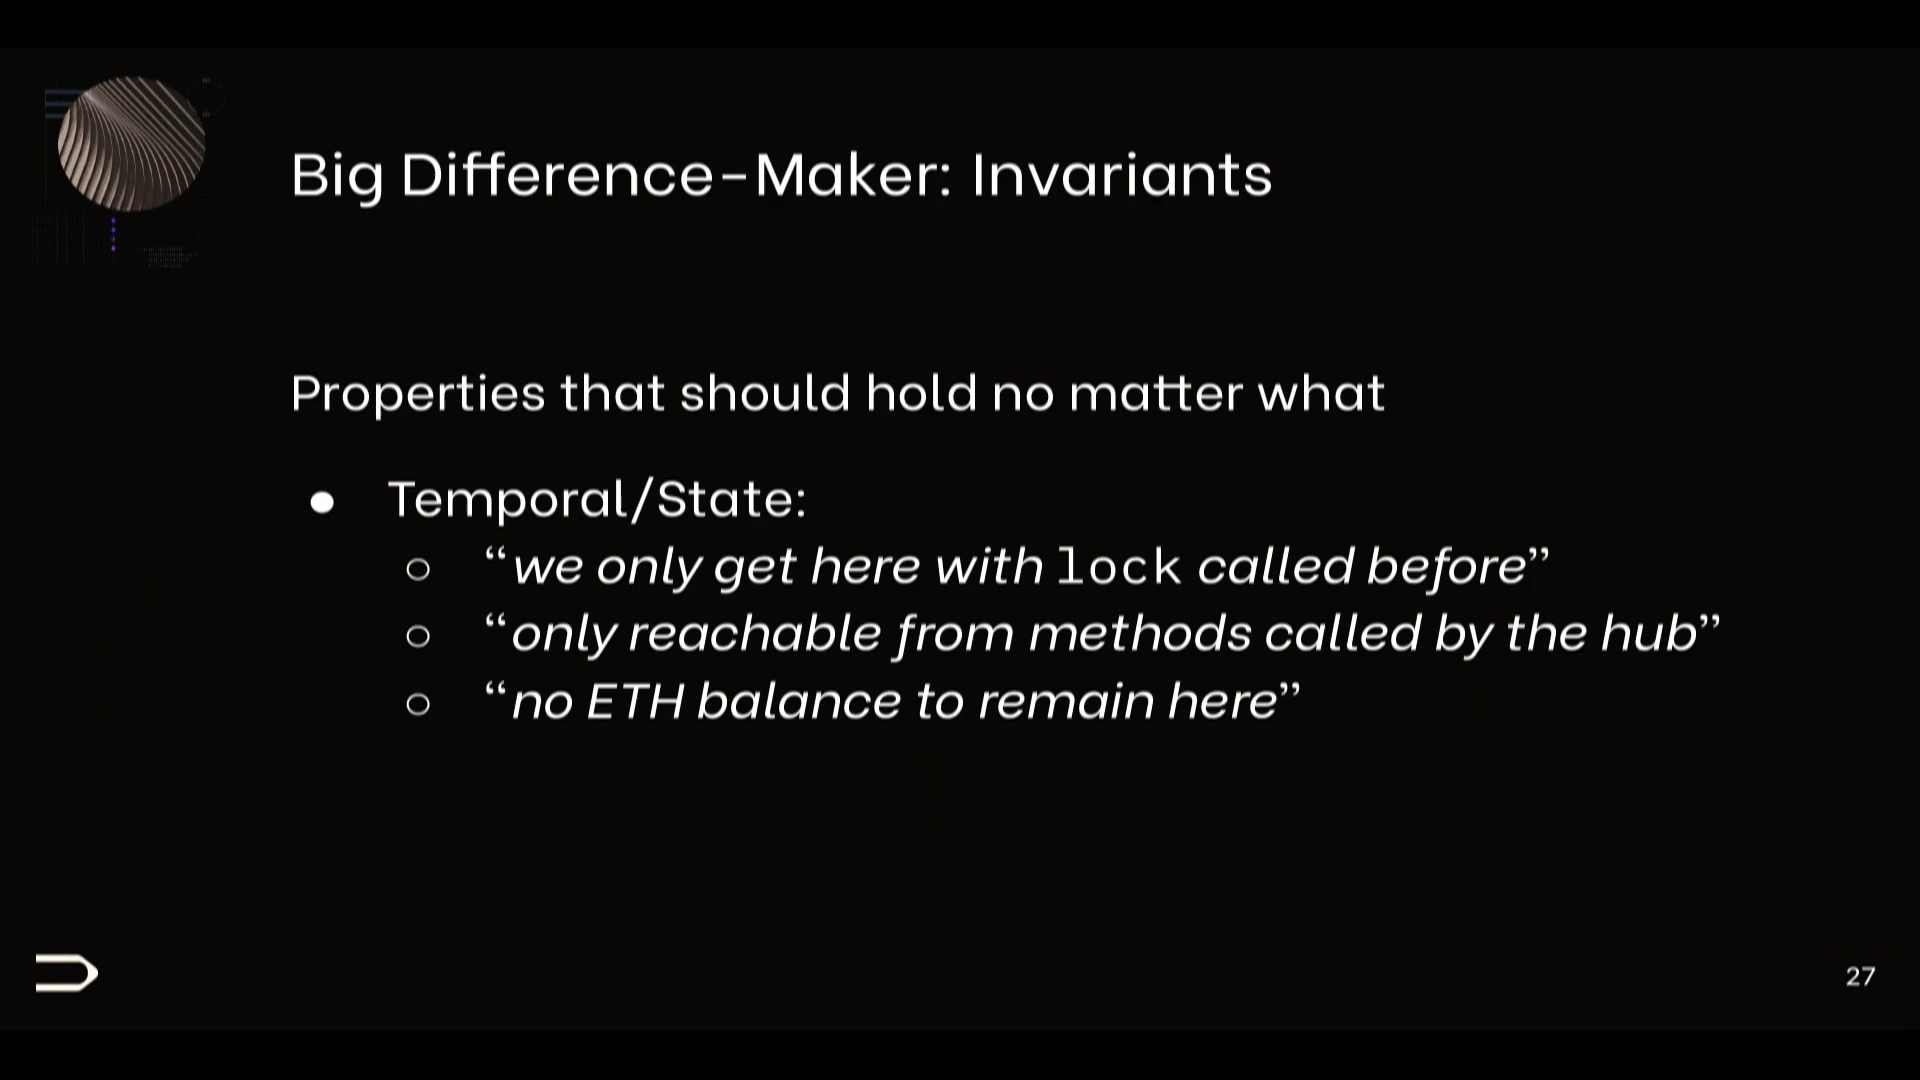 Big Difference-Maker: Invariants
Properties that should hold no matter what
● Temporal/State:
○ “we only get here with lock called before”
○ “only reachable from methods called by the hub”
○ “no ETH balance to remain here”
27